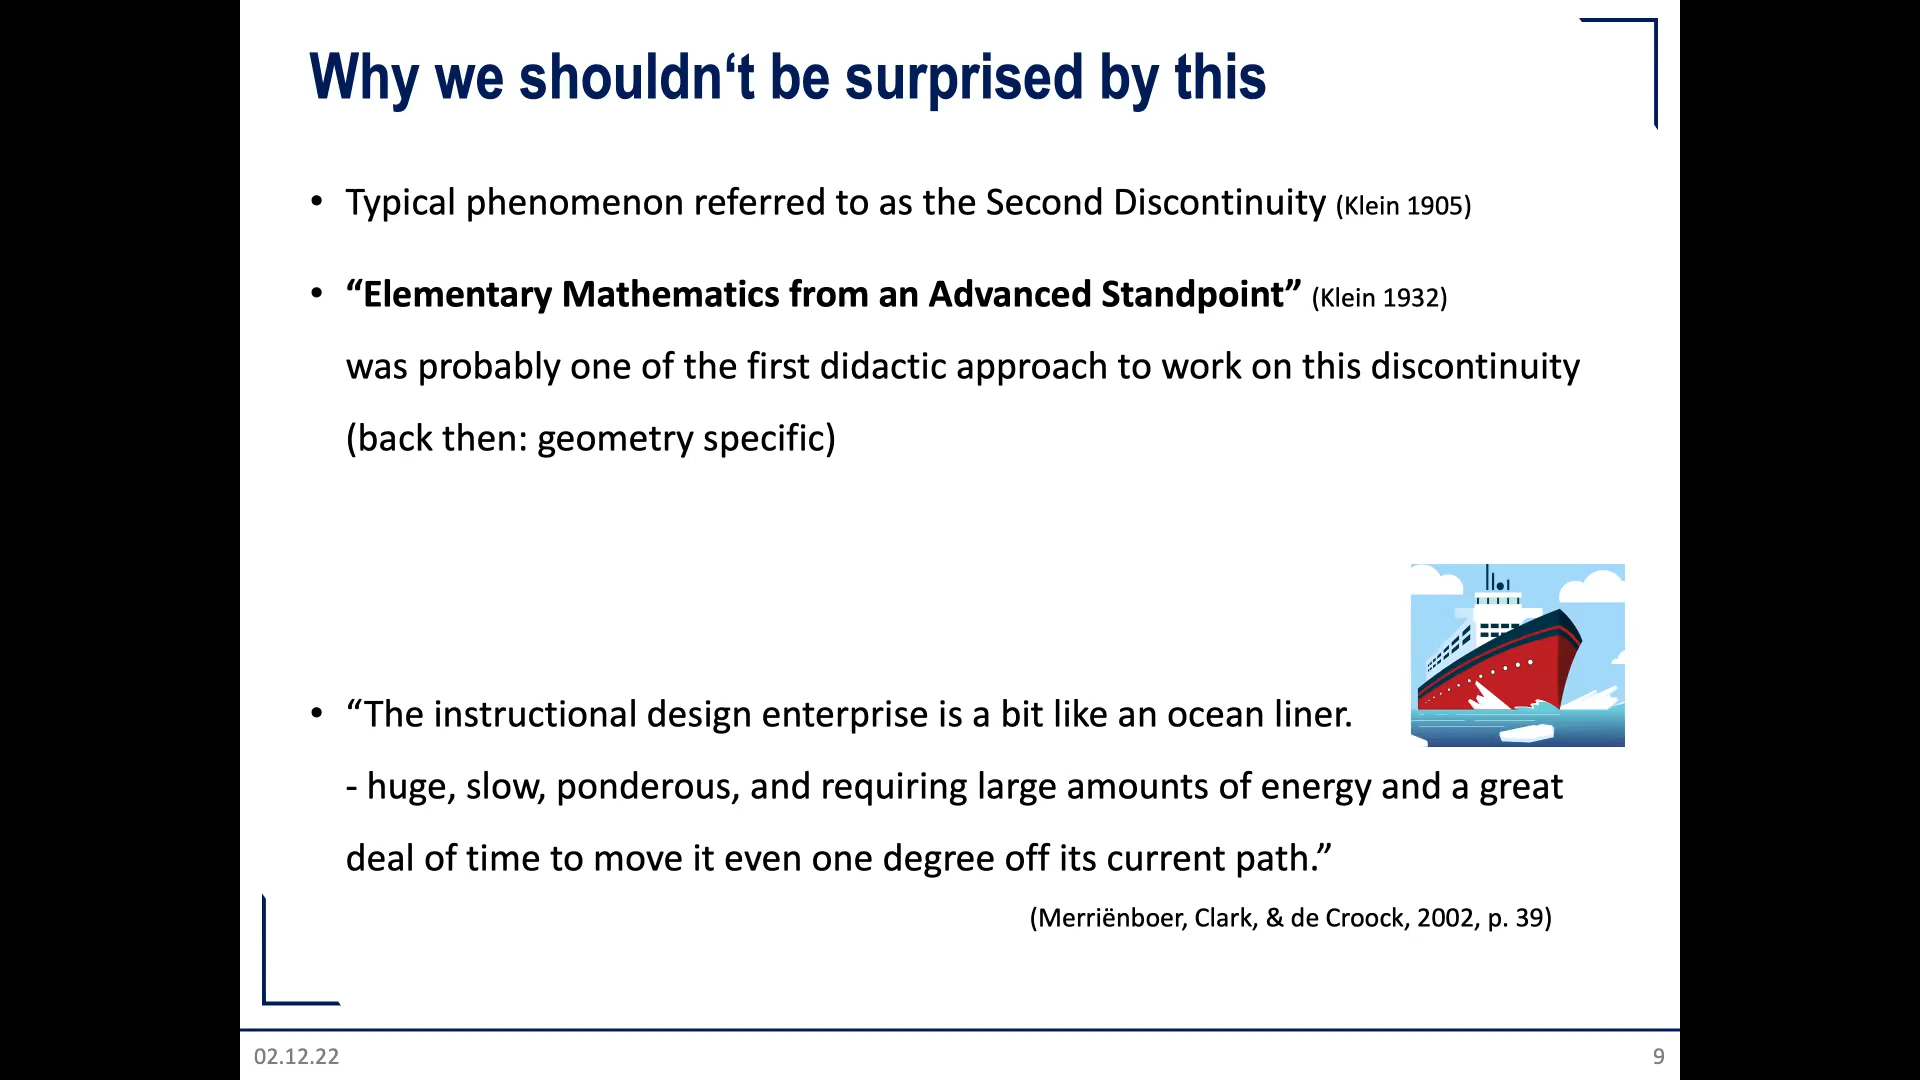 Why we shouldn‘t be surprised by this
• Typical phenomenon referred to as the Second Discontinuity (Klein 1905)
• “Elementary Mathematics from an Advanced Standpoint” (Klein 1932)
was probably one of the first didactic approach to work on this discontinuity
(back then: geometry specific)
• “The instructional design enterprise is a bit like an ocean liner.
- huge, slow, ponderous, and requiring large amounts of energy and a great
deal of time to move it even one degree off its current path.”
(Merriënboer, Clark, & de Croock, 2002, p. 39)
02.12.22
9